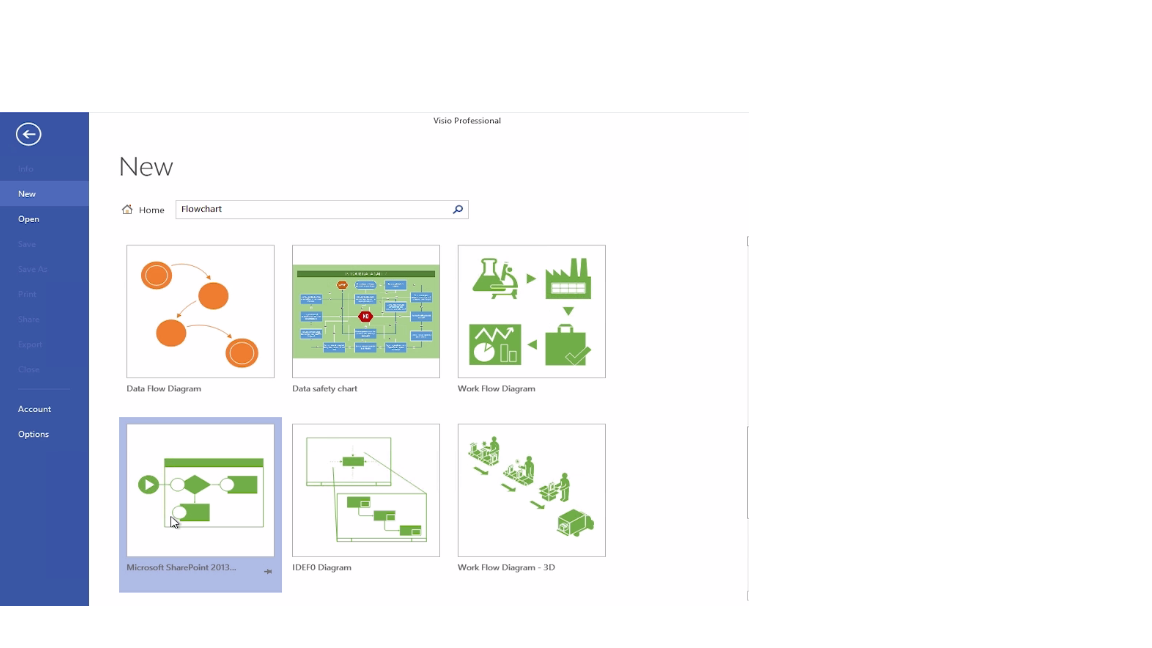 Visio Professional
New
Info
New
Home
Flowchart
Open
Save
Save As
Print
Share
Export
Close
Account
Options
Data Flow Diagram
Data safety chart
Work Flow Diagram
Microsoft SharePoint 2013...
IDEF0 Diagram
Work Flow Diagram - 3D